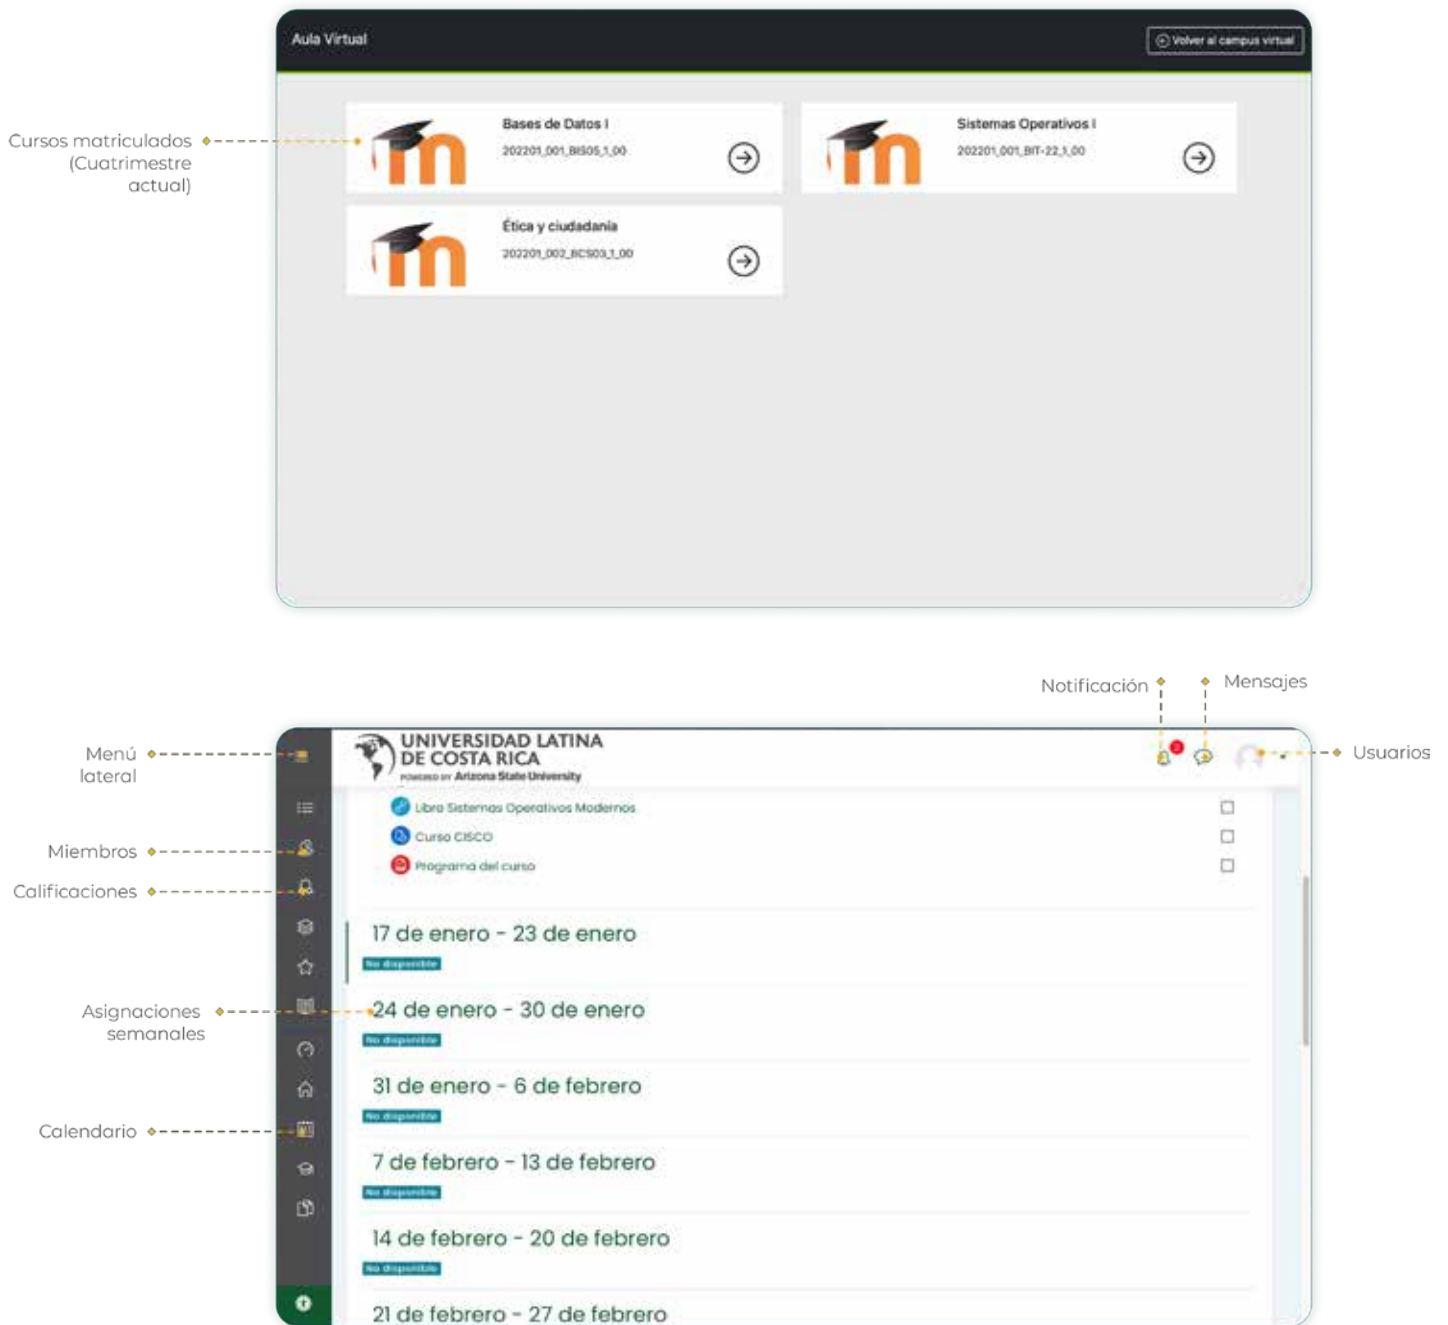 Aula Virtual
Volver al campus virtual
Cursos matriculados
(Cuatrimestre
actual)
Bases de Datos I
202201_001_BIS05_1_00
Sistemas Operativos I
202201_001_BIT-22_1_00
Ética y ciudadanía
202201_002_BCS03_1_00
Notificación
Mensajes
Menú
lateral
UNIVERSIDAD LATINA
DE COSTA RICA
POWERED BY Arizona State University
2
Usuarios
Libro Sistemas Operativos Modernos
Curso CISCO
Programa del curso
Miembros
Calificaciones
17 de enero - 23 de enero
No disponible
Asignaciones
semanales
24 de enero - 30 de enero
No disponible
31 de enero - 6 de febrero
No disponible
Calendario
7 de febrero - 13 de febrero
No disponible
14 de febrero - 20 de febrero
No disponible
21 de febrero - 27 de febrero